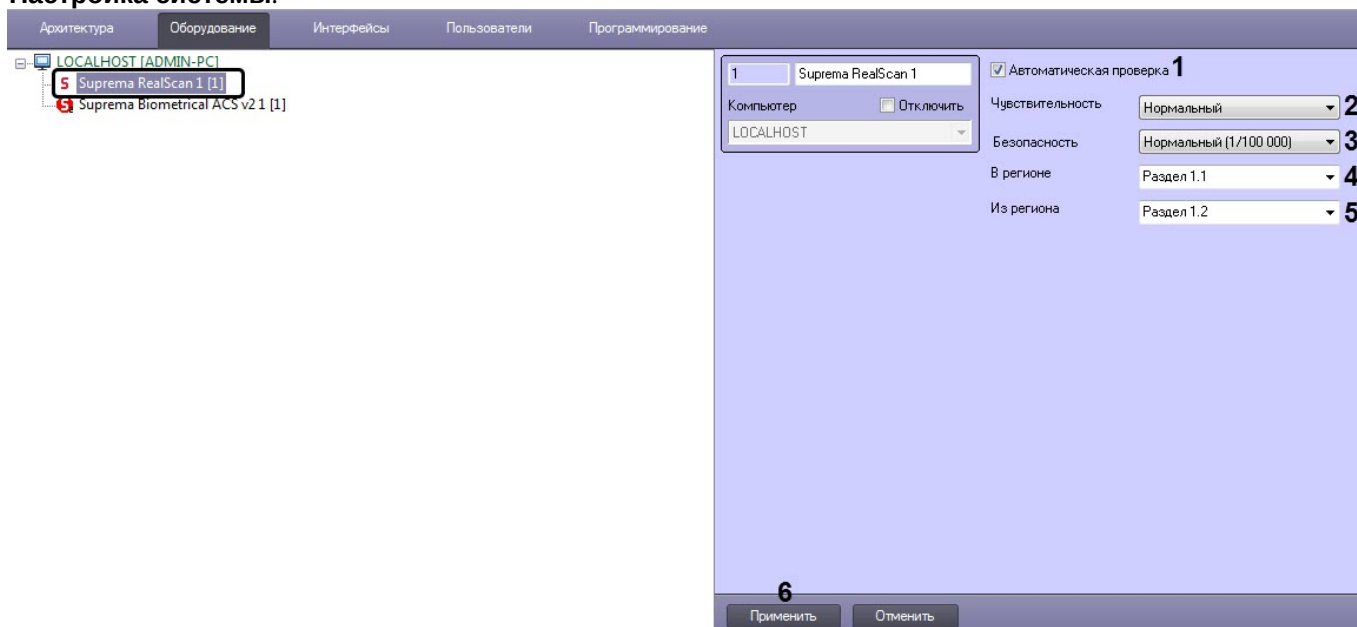 Настройка системы.
Архитектура Оборудование Интерфейсы Пользователи Программирование
LOCALHOST [ADMIN-PC]
Suprema RealScan 1 [1]
Suprema Biometrical ACS v2 1 [1]
1 Suprema RealScan 1
Компьютер Отключить
LOCALHOST
Автоматическая проверка 1
Чувствительность Нормальный 2
Безопасность Нормальный (1/100 000) 3
В регионе Раздел 1.1 4
Из региона Раздел 1.2 5
6
Применить Отменить